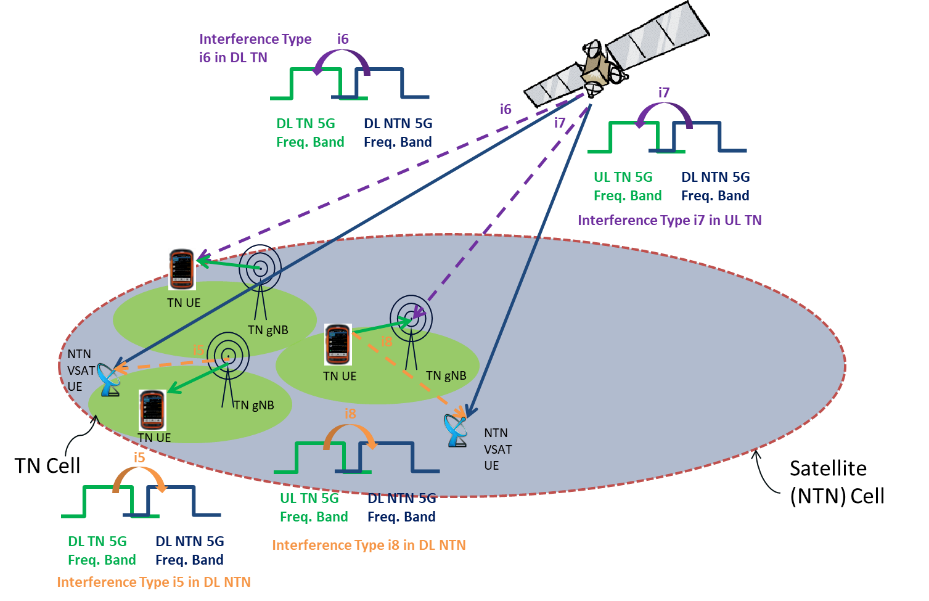 Interference Type
i6 in DL TN
i6
DL TN 5G
Freq. Band
DL NTN 5G
Freq. Band
i6
i7
i7
UL TN 5G
Freq. Band
DL NTN 5G
Freq. Band
Interference Type i7 in UL TN
TN UE
TN gNB
NTN
VSAT
UE
i5
TN gNB
TN UE
i8
TN UE
TN gNB
NTN
VSAT
UE
TN Cell
Satellite
(NTN) Cell
i5
DL TN 5G
Freq. Band
DL NTN 5G
Freq. Band
Interference Type i5 in DL NTN
i8
UL TN 5G
Freq. Band
DL NTN 5G
Freq. Band
Interference Type i8 in DL NTN